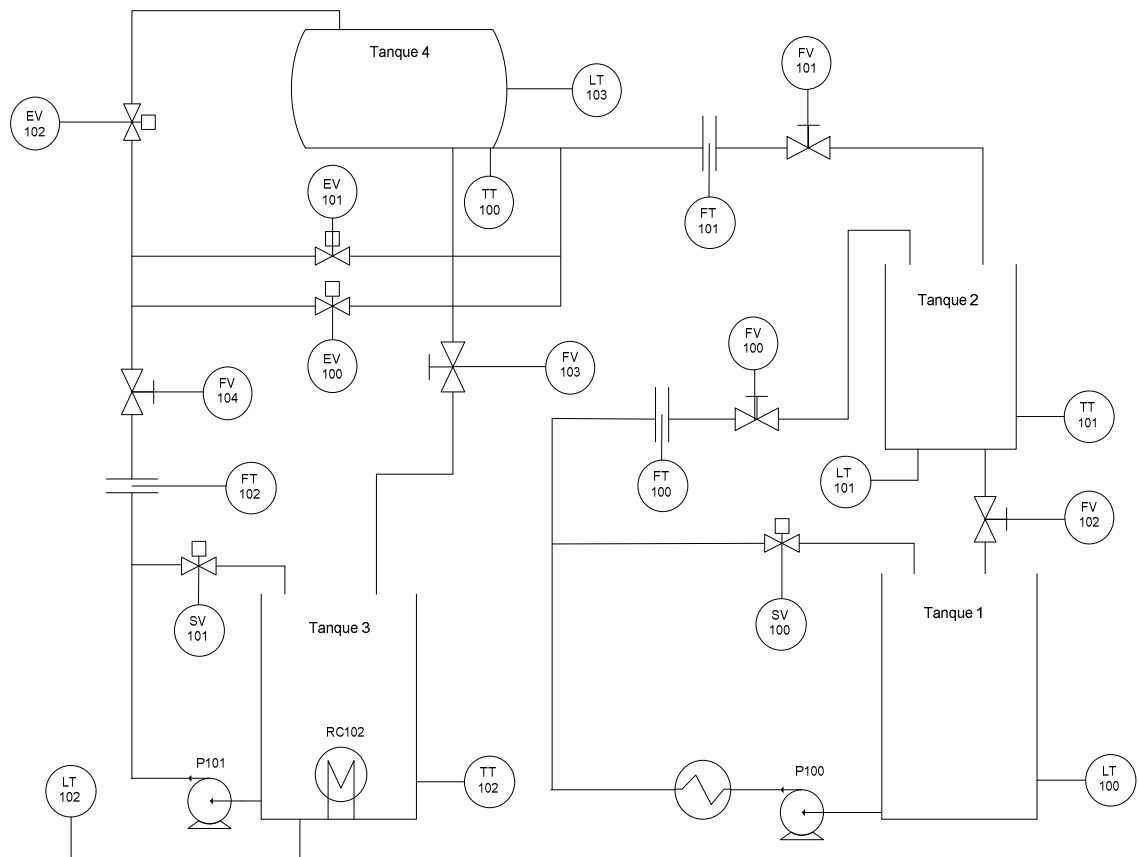 Tanque 4
FV
101
LT
103
EV
102
EV
101
TT
100
FT
101
Tanque 2
EV
100
FV
103
FV
100
FV
104
TT
101
FT
102
FT
100
LT
101
FV
102
SV
101
Tanque 3
SV
100
Tanque 1
RC102
P101
LT
102
TT
102
P100
LT
100